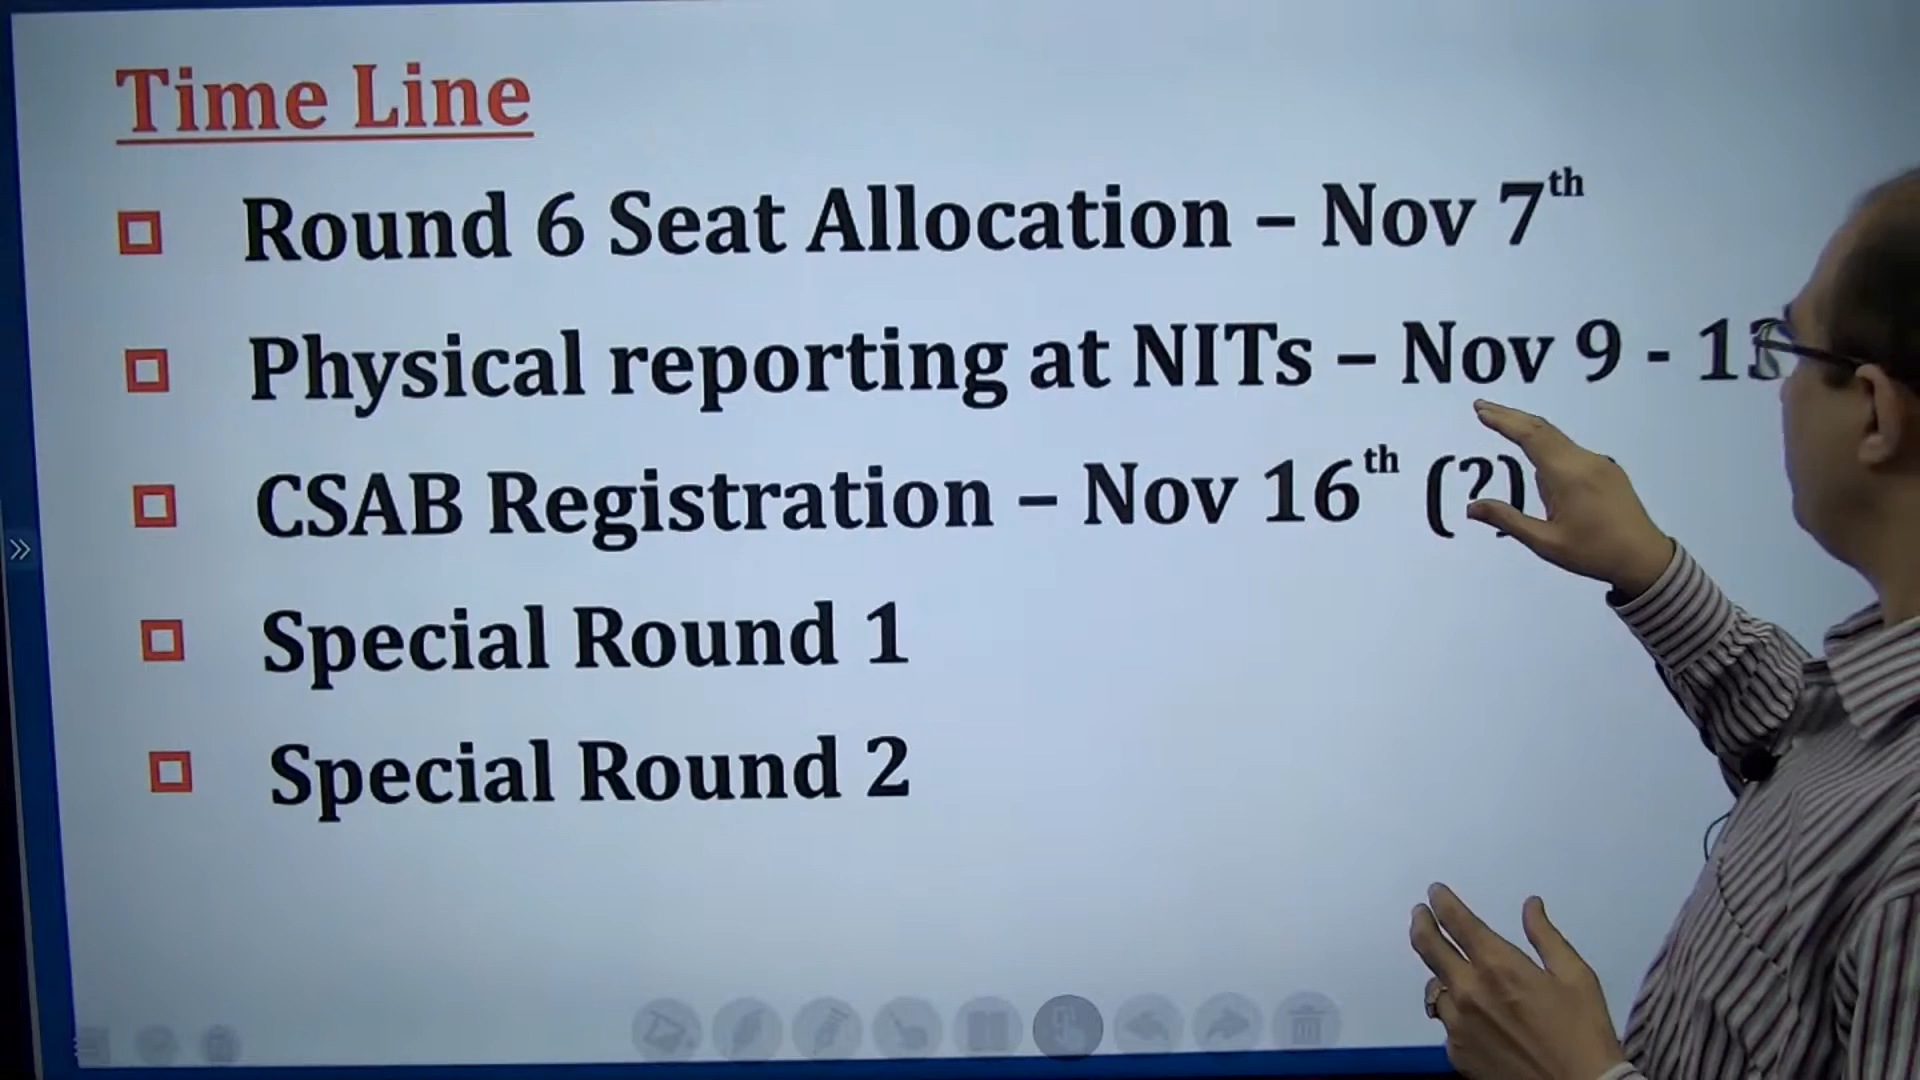 Time Line
Round 6 Seat Allocation – Nov 7th
Physical reporting at NITs – Nov 9 -
CSAB Registration – Nov 16th (?)
Special Round 1
Special Round 2